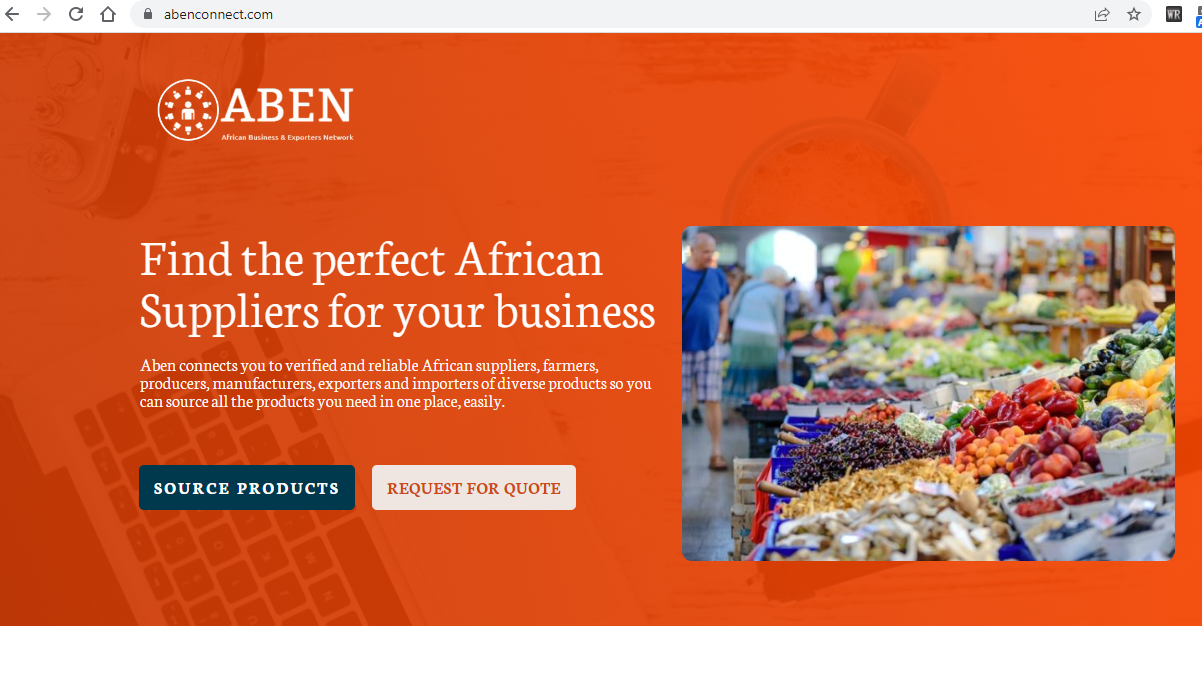 abenconnect.com
WR
ABEN
African Business & Exporters Network
Find the perfect African
Suppliers for your business
Aben connects you to verified and reliable African suppliers, farmers,
producers, manufacturers, exporters and importers of diverse products so you
can source all the products you need in one place, easily.
SOURCE PRODUCTS
REQUEST FOR QUOTE